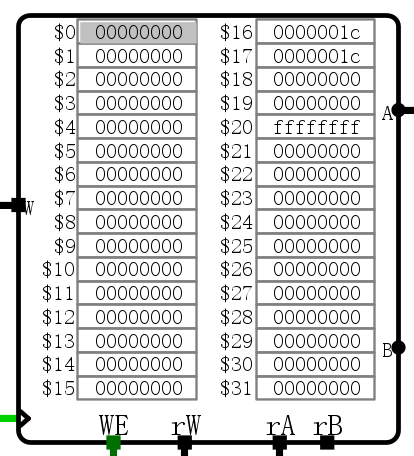 $0 00000000 $16 0000001c
$1 00000000 $17 0000001c
$2 00000000 $18 00000000
$3 00000000 $19 00000000
$4 00000000 $20 ffffffff
$5 00000000 $21 00000000
$6 00000000 $22 00000000
$7 00000000 $23 00000000
$8 00000000 $24 00000000
$9 00000000 $25 00000000
$10 00000000 $26 00000000
$11 00000000 $27 00000000
$12 00000000 $28 00000000
$13 00000000 $29 00000000
$14 00000000 $30 00000000
$15 00000000 $31 00000000
W
A
B
WE rW rA rB